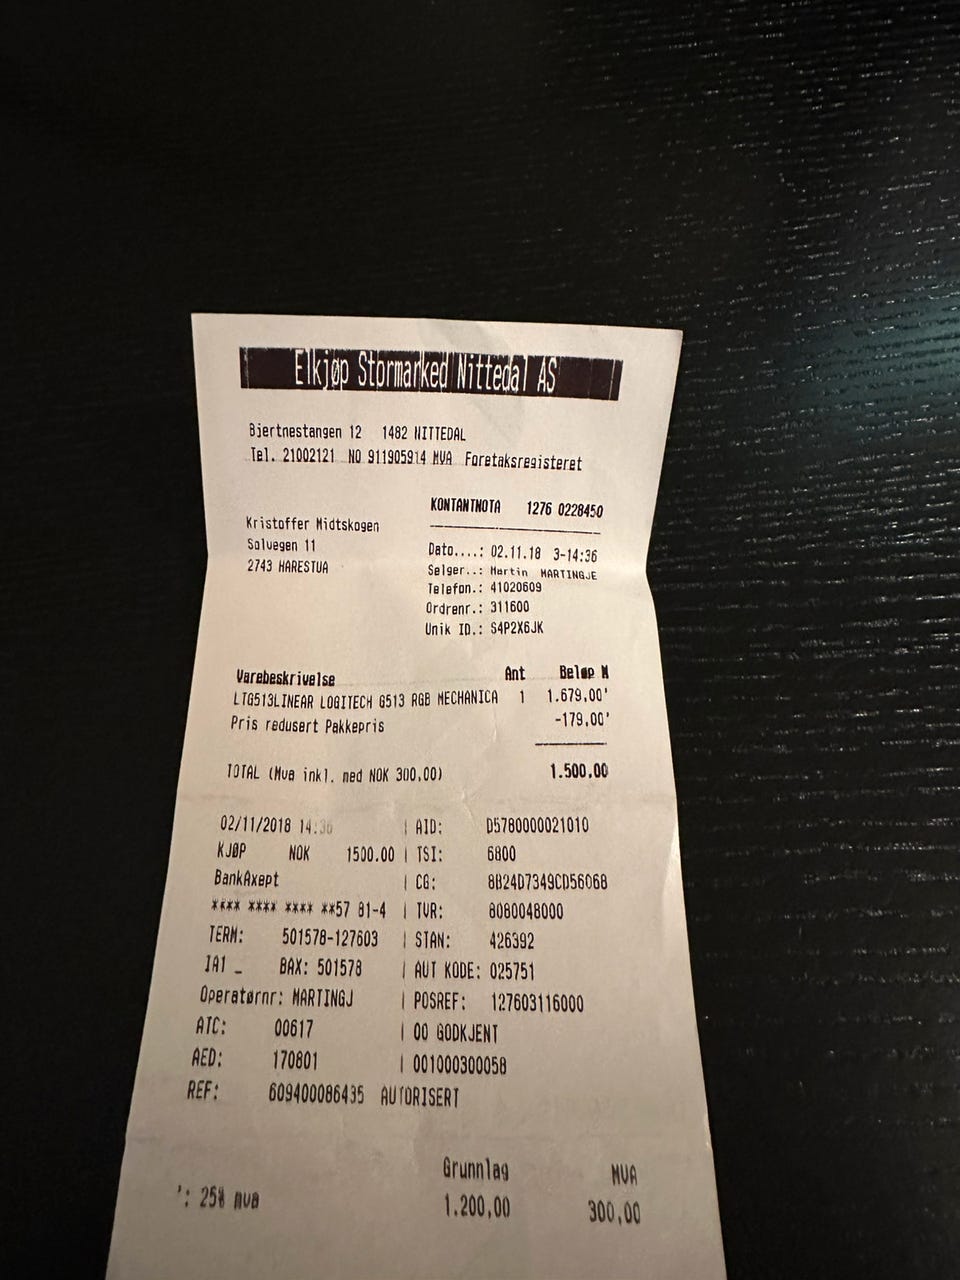 Elkjøp Stormarked Nittedal AS
Bjertnestangen 12 1482 NITTEDAL
Tel. 21002121 NO 911905914 MVA Foretaksregisteret
KONTANTNOTA 1276 0228450
Kristoffer Midtskogen
Solvegen 11
2743 HARESTUA
Dato....: 02.11.18 3-14:36
Selger..: Martin MARTINGJE
Telefon.: 41020609
Ordrenr.: 311600
Unik ID.: S4P2X6JK
Varebeskrivelse Ant Beløp N
LTG513LINEAR LOGITECH G513 RGB MECHANICA 1 1.679,00'
Pris redusert Pakkepris -179,00'
TOTAL (Mva inkl. med NOK 300,00) 1.500,00
02/11/2018 14:36 | AID: D5780000021010
KJØP NOK 1500.00 | TSI: 6800
BankAxept | CG: 8B24D7349CD56068
**** **** **** **57 81-4 | TVR: 8080048000
TERM: 501578-127603 | STAN: 426392
IA1 _ BAX: 501578 | AUT KODE: 025751
Operatørnr: MARTINGJ | POSREF: 127603116000
ATC: 00617 | 00 GODKJENT
AED: 170801 | 001000300058
REF: 609400086435 AUTORISERT
Grunnlag MVA
': 25% mva 1.200,00 300,00